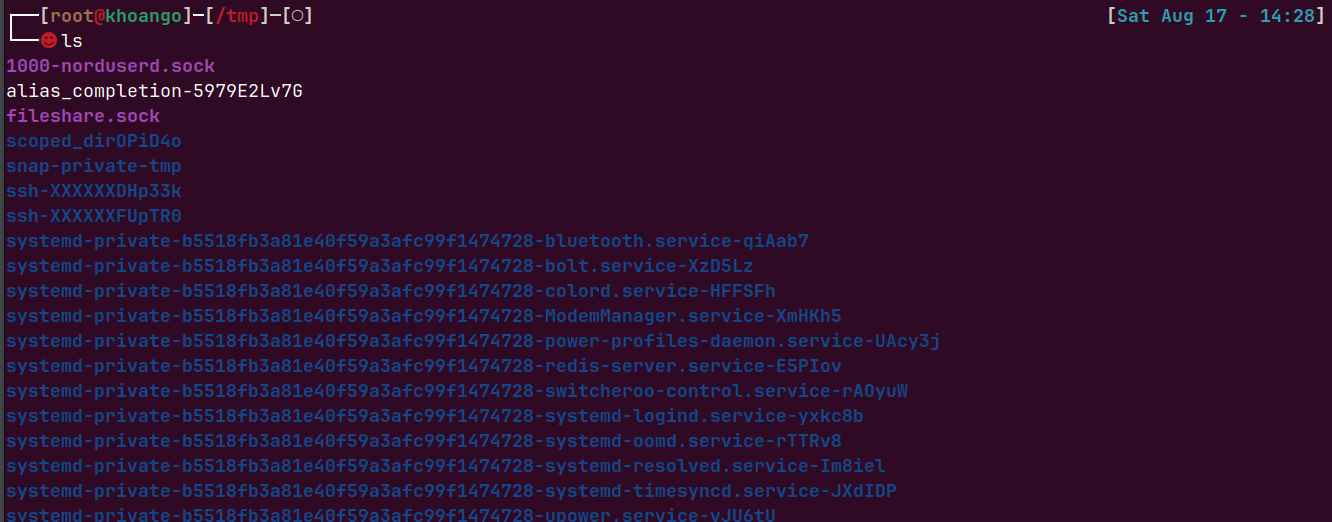 [root@khoango]─[/tmp]─[○] [Sat Aug 17 - 14:28]
ls
1000-norduserd.sock
alias_completion-5979E2Lv7G
fileshare.sock
scoped_dirOPiD4o
snap-private-tmp
ssh-XXXXXXDHp33k
ssh-XXXXXXFUpTR0
systemd-private-b5518fb3a81e40f59a3afc99f1474728-bluetooth.service-qiAab7
systemd-private-b5518fb3a81e40f59a3afc99f1474728-bolt.service-XzD5Lz
systemd-private-b5518fb3a81e40f59a3afc99f1474728-colord.service-HFFSFh
systemd-private-b5518fb3a81e40f59a3afc99f1474728-ModemManager.service-XmHKh5
systemd-private-b5518fb3a81e40f59a3afc99f1474728-power-profiles-daemon.service-UAcy3j
systemd-private-b5518fb3a81e40f59a3afc99f1474728-redis-server.service-E5PIov
systemd-private-b5518fb3a81e40f59a3afc99f1474728-switcheroo-control.service-rAOyuW
systemd-private-b5518fb3a81e40f59a3afc99f1474728-systemd-logind.service-yxkc8b
systemd-private-b5518fb3a81e40f59a3afc99f1474728-systemd-oomd.service-rTTRv8
systemd-private-b5518fb3a81e40f59a3afc99f1474728-systemd-resolved.service-Im8iel
systemd-private-b5518fb3a81e40f59a3afc99f1474728-systemd-timesyncd.service-JXdIDP
systemd-private-b5518fb3a81e40f59a3afc99f1474728-upower.service-vJU6tU